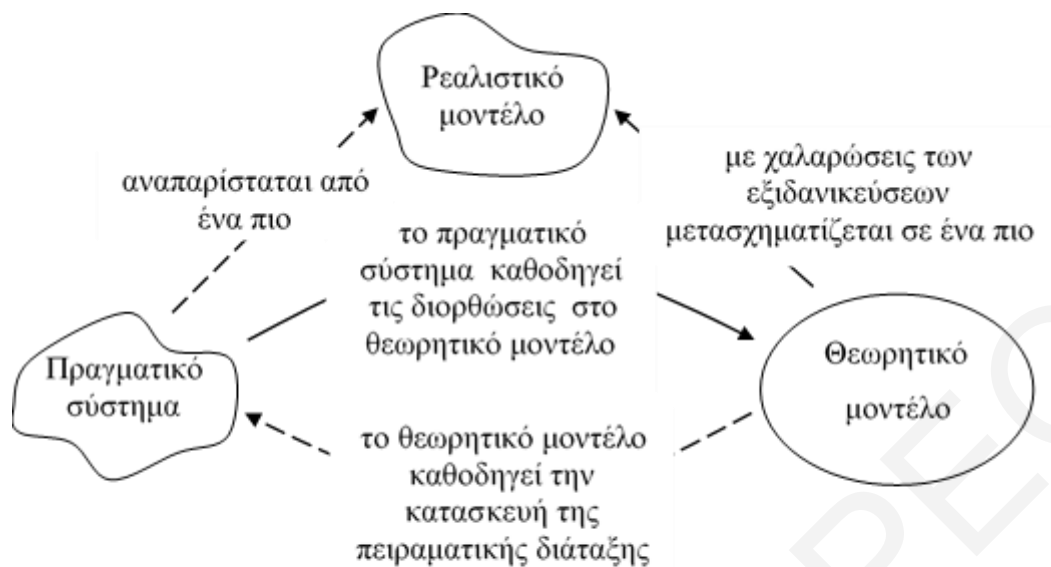 Ρεαλιστικό
μοντέλο
αναπαρίσταται από
ένα πιο
με χαλαρώσεις των
εξιδανικεύσεων
μετασχηματίζεται σε ένα πιο
το πραγματικό
σύστημα καθοδηγεί
τις διορθώσεις στο
θεωρητικό μοντέλο
Πραγματικό
σύστημα
Θεωρητικό
μοντέλο
το θεωρητικό μοντέλο
καθοδηγεί την
κατασκευή της
πειραματικής διάταξης